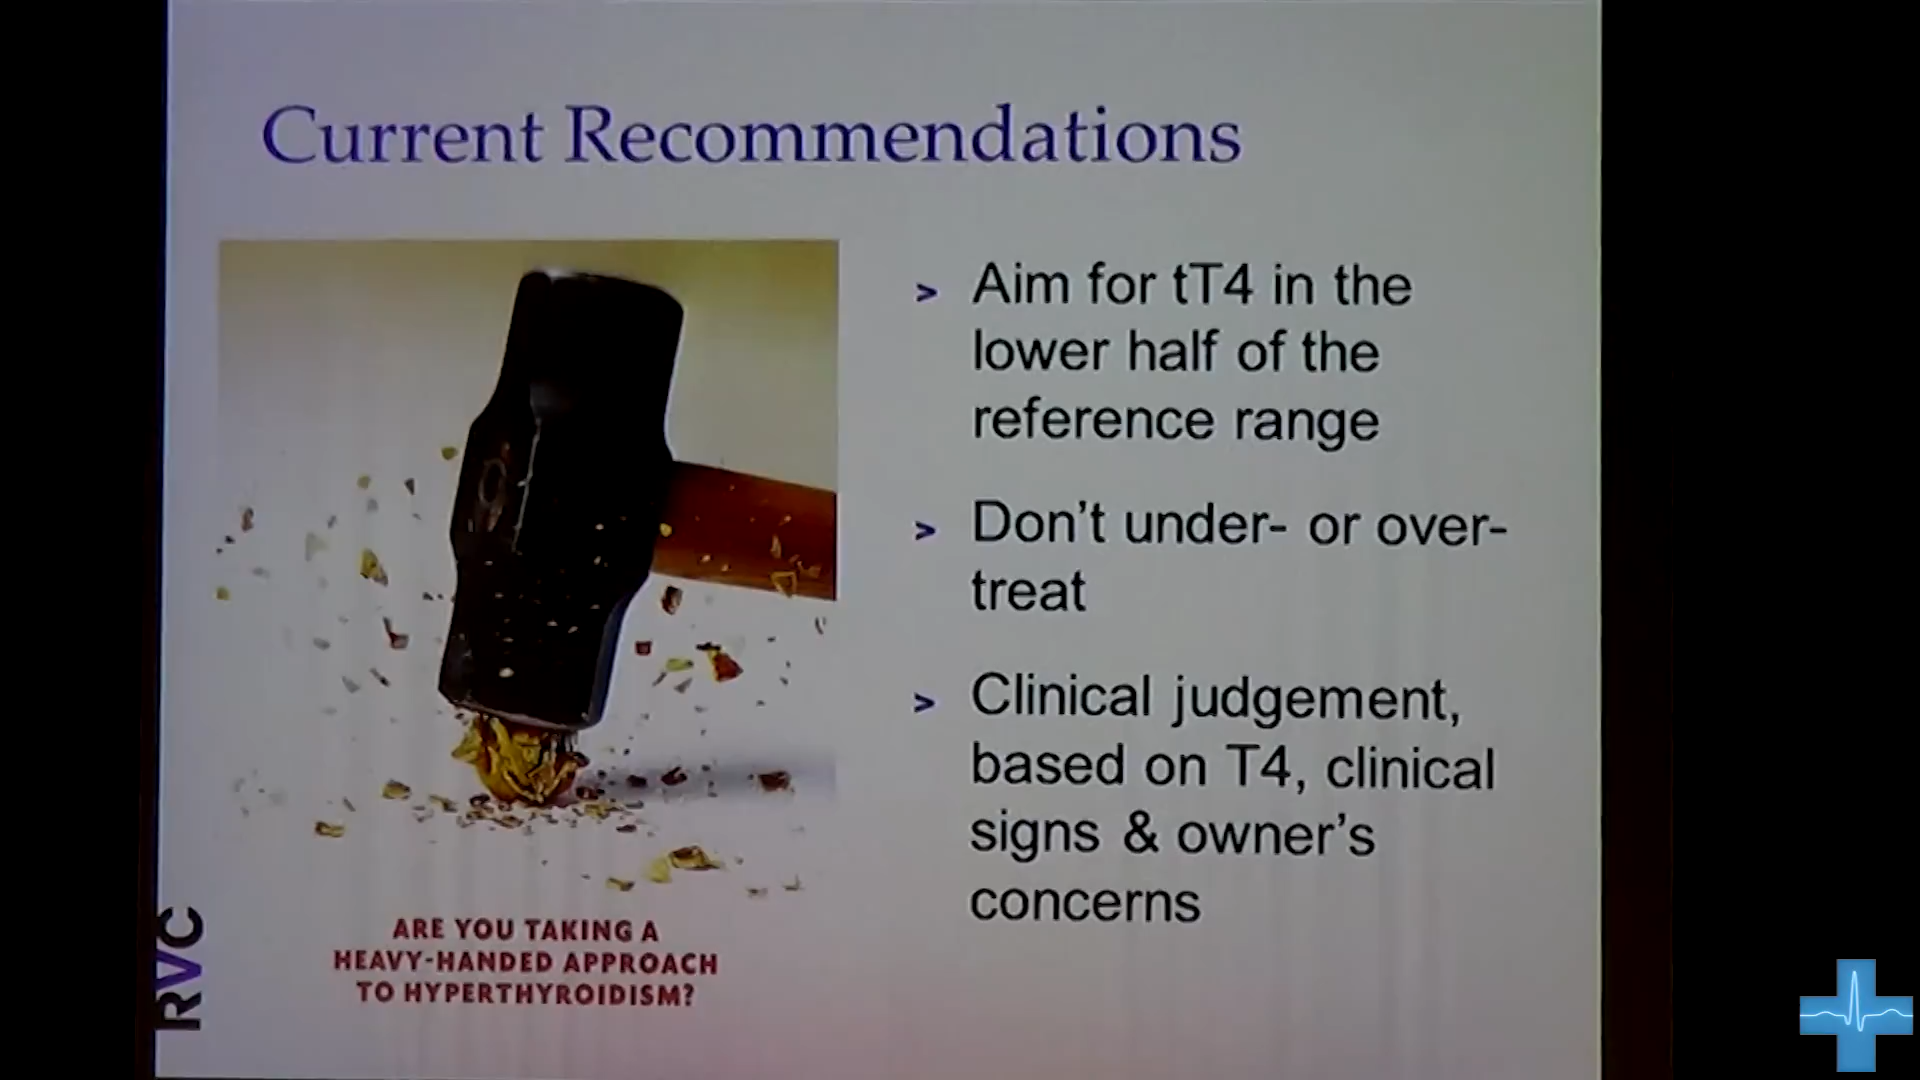 Current Recommendations
> Aim for tT4 in the
lower half of the
reference range
> Don't under- or over-
treat
> Clinical judgement,
based on T4, clinical
signs & owner's
concerns
ARE YOU TAKING A
HEAVY-HANDED APPROACH
TO HYPERTHYROIDISM?
RVC